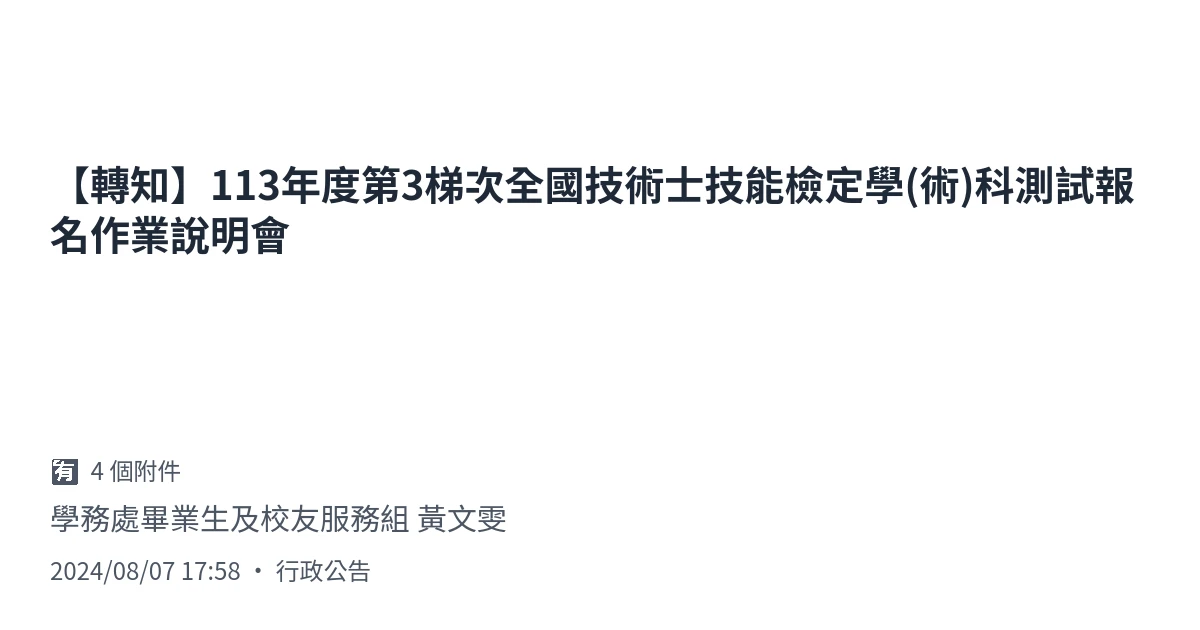 【轉知】113年度第3梯次全國技術士技能檢定學(術)科測試報
名作業說明會
有 4 個附件
學務處畢業生及校友服務組 黃文雯
2024/08/07 17:58 • 行政公告